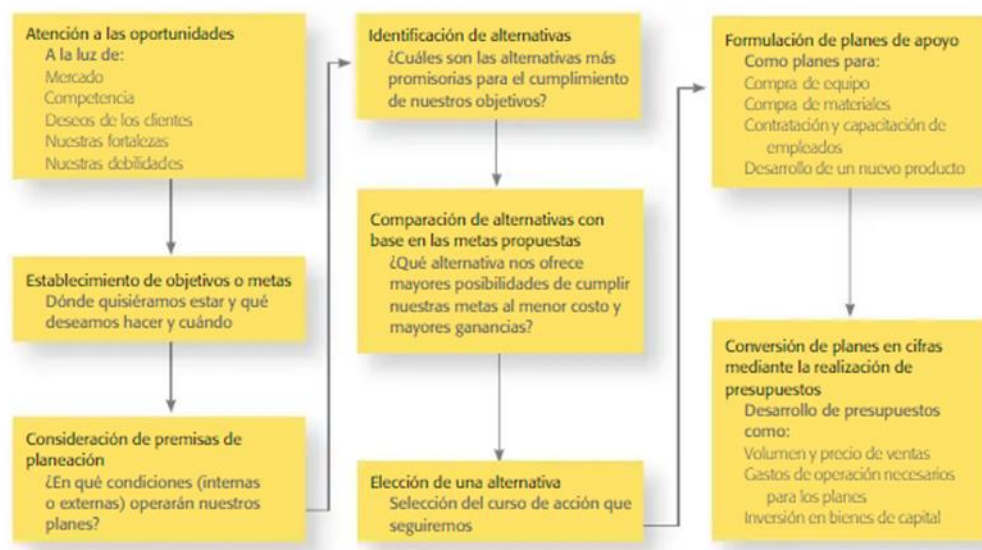 Atención a las oportunidades
A la luz de:
Mercado
Competencia
Deseos de los clientes
Nuestras fortalezas
Nuestras debilidades
Establecimiento de objetivos o metas
Dónde quisiéramos estar y qué
deseamos hacer y cuándo
Consideración de premisas de
planeación
¿En qué condiciones (internas
o externas) operarán nuestros
planes?
Identificación de alternativas
¿Cuáles son las alternativas más
promisorias para el cumplimiento
de nuestros objetivos?
Comparación de alternativas con
base en las metas propuestas
¿Qué alternativa nos ofrece
mayores posibilidades de cumplir
nuestras metas al menor costo y
mayores ganancias?
Elección de una alternativa
Selección del curso de acción que
seguiremos
Formulación de planes de apoyo
Como planes para:
Compra de equipo
Compra de materiales
Contratación y capacitación de
empleados
Desarrollo de un nuevo producto
Conversión de planes en cifras
mediante la realización de
presupuestos
Desarrollo de presupuestos
como:
Volumen y precio de ventas
Gastos de operación necesarios
para los planes
Inversión en bienes de capital